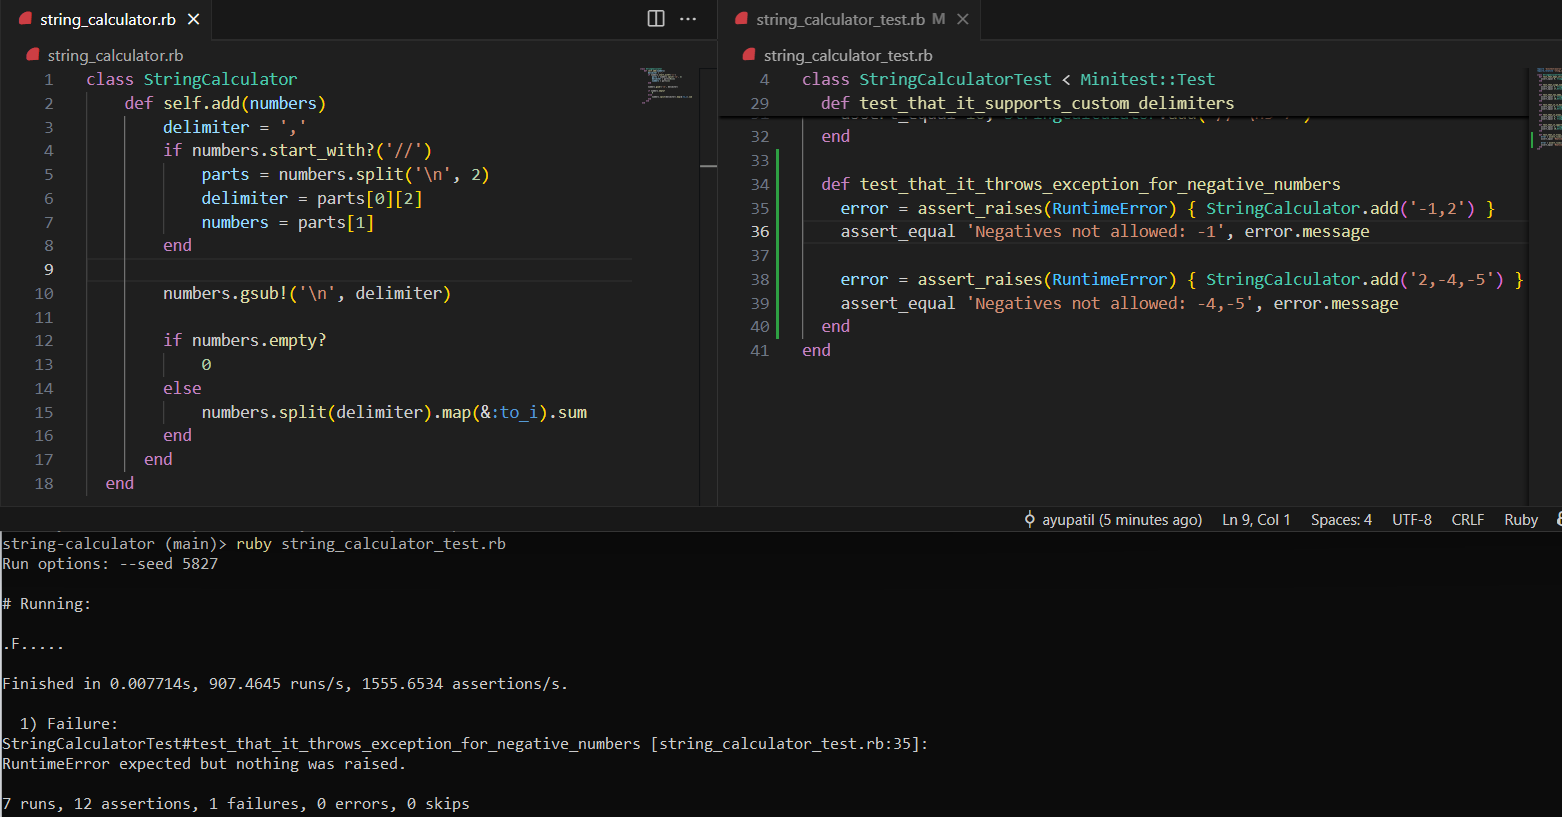 string_calculator.rb
string_calculator.rb
1 class StringCalculator
2 def self.add(numbers)
3 delimiter = ','
4 if numbers.start_with?('//')
5 parts = numbers.split('\n', 2)
6 delimiter = parts[0][2]
7 numbers = parts[1]
8 end
9
10 numbers.gsub!('\n', delimiter)
11
12 if numbers.empty?
13 0
14 else
15 numbers.split(delimiter).map(&:to_i).sum
16 end
17 end
18 end
string_calculator_test.rb M
string_calculator_test.rb
4 class StringCalculatorTest < Minitest::Test
29 def test_that_it_supports_custom_delimiters
32 end
33
34 def test_that_it_throws_exception_for_negative_numbers
35 error = assert_raises(RuntimeError) { StringCalculator.add('-1,2') }
36 assert_equal 'Negatives not allowed: -1', error.message
37
38 error = assert_raises(RuntimeError) { StringCalculator.add('2,-4,-5') }
39 assert_equal 'Negatives not allowed: -4,-5', error.message
40 end
41 end
ayupatil (5 minutes ago) Ln 9, Col 1 Spaces: 4 UTF-8 CRLF Ruby
string-calculator (main)> ruby string_calculator_test.rb
Run options: --seed 5827
# Running:
.F.....
Finished in 0.007714s, 907.4645 runs/s, 1555.6534 assertions/s.
1) Failure:
StringCalculatorTest#test_that_it_throws_exception_for_negative_numbers [string_calculator_test.rb:35]:
RuntimeError expected but nothing was raised.
7 runs, 12 assertions, 1 failures, 0 errors, 0 skips